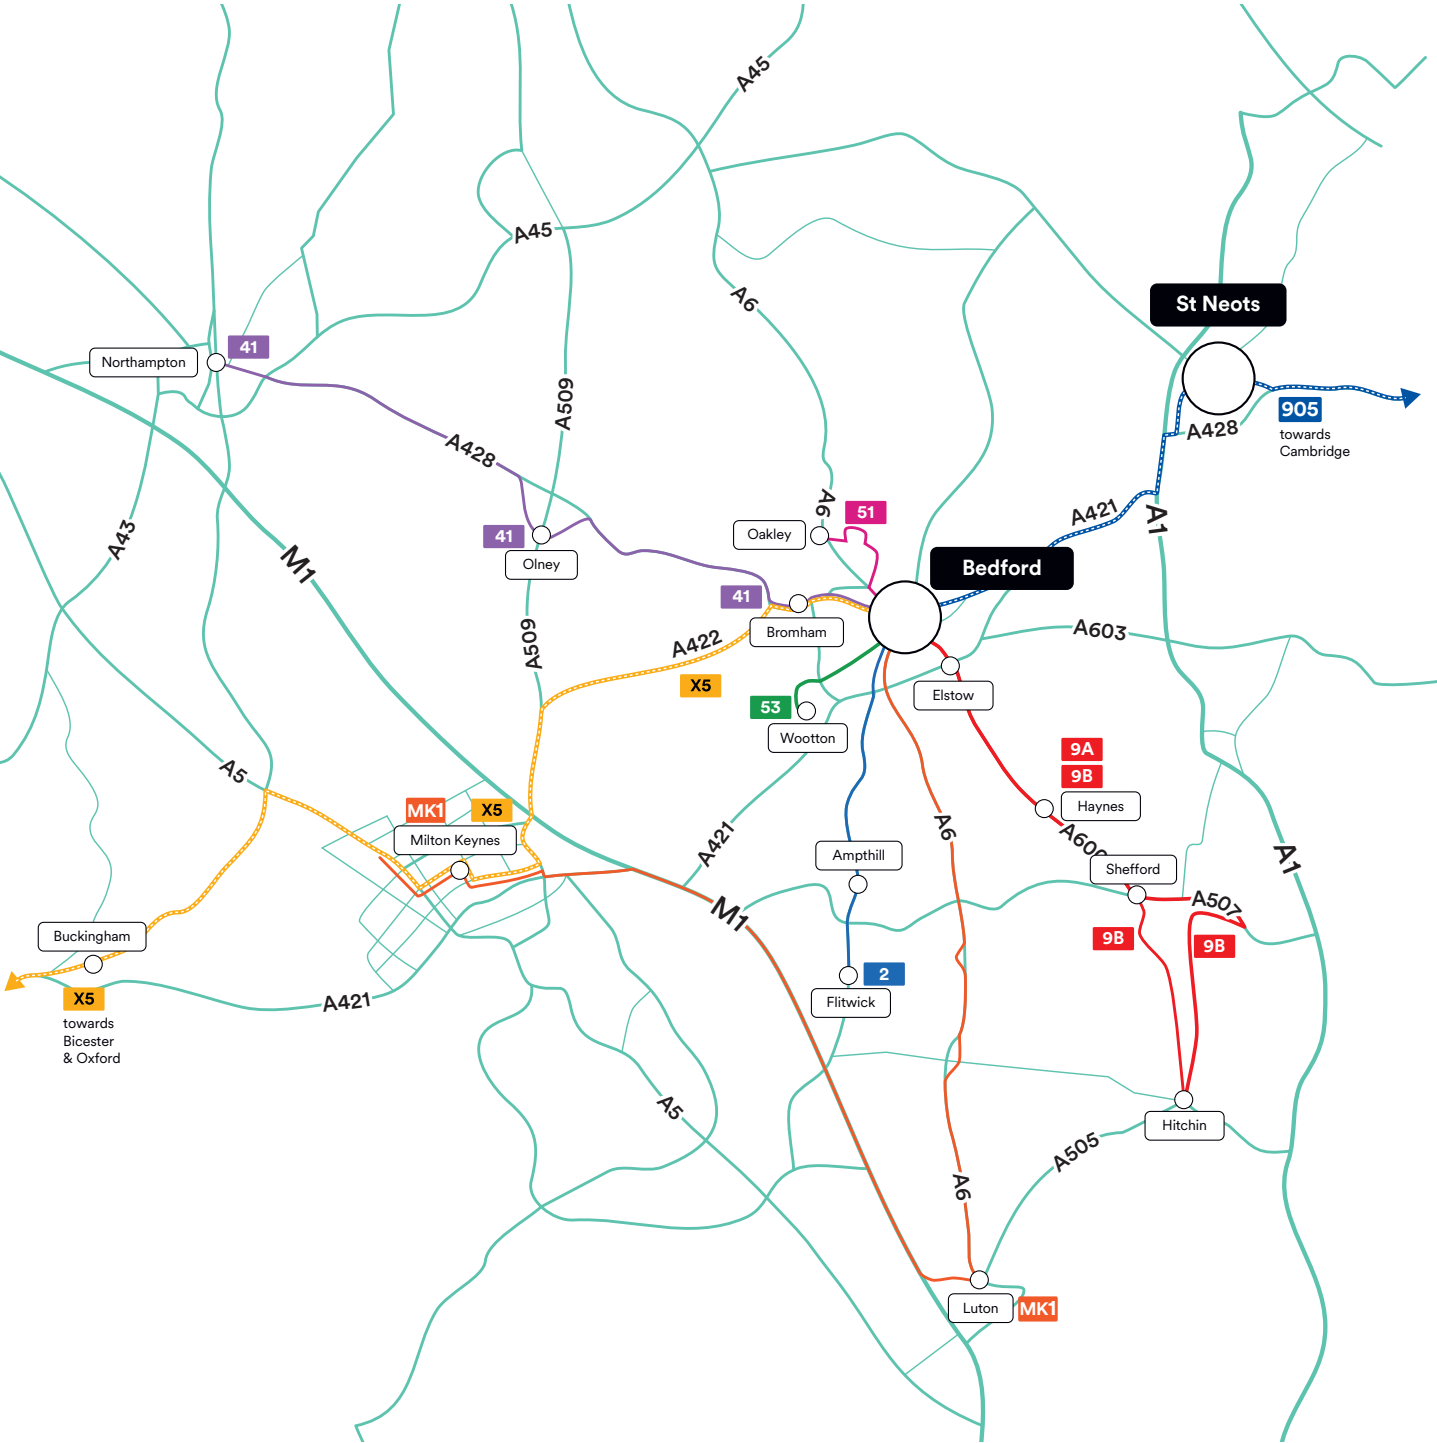 A45
A45
A6
St Neots
41
Northampton
A509
905
towards
Cambridge
A428
A428
A6
51
A421
A1
A43
M1
41
Oakley
Olney
Bedford
41
Bromham
A603
A509
A422
X5
Elstow
53
Wootton
9A
9B
Haynes
A5
MK1
X5
Milton Keynes
A421
A6
A600
Ampthill
Shefford
A1
A507
M1
9B
9B
Buckingham
2
Flitwick
X5
towards
Bicester
& Oxford
A421
A5
Hitchin
A505
A6
Luton
MK1